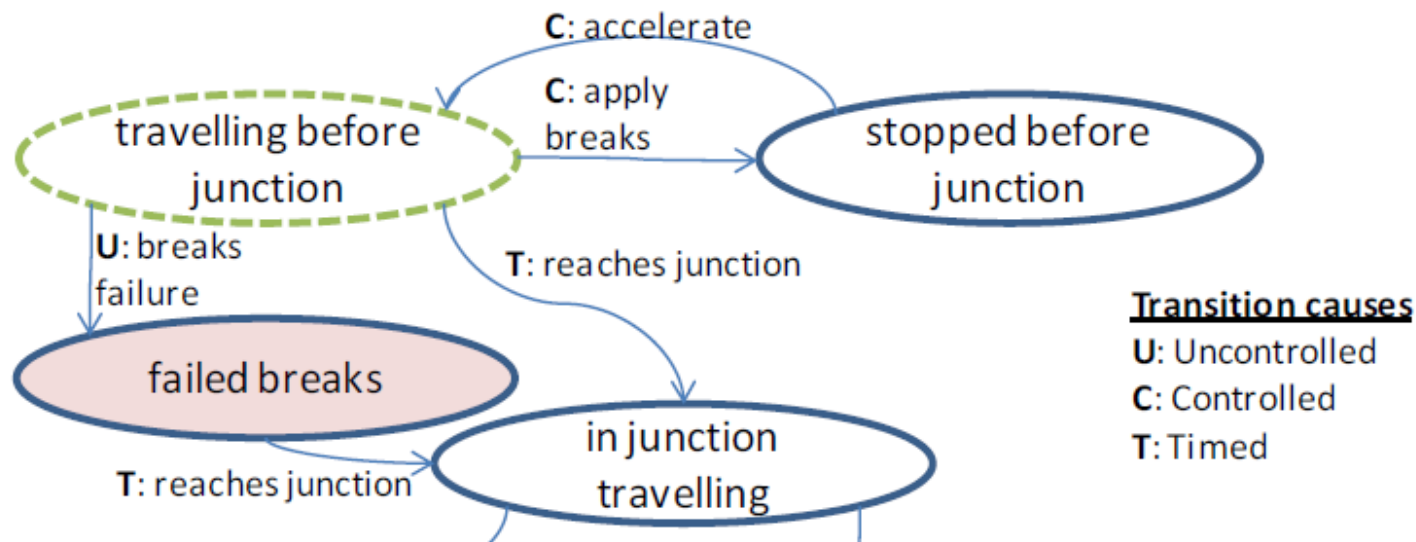 C: accelerate
travelling before
junction
C: apply
breaks
stopped before
junction
U: breaks
failure
T: reaches junction
failed breaks
T: reaches junction
in junction
travelling
Transition causes
U: Uncontrolled
C: Controlled
T: Timed